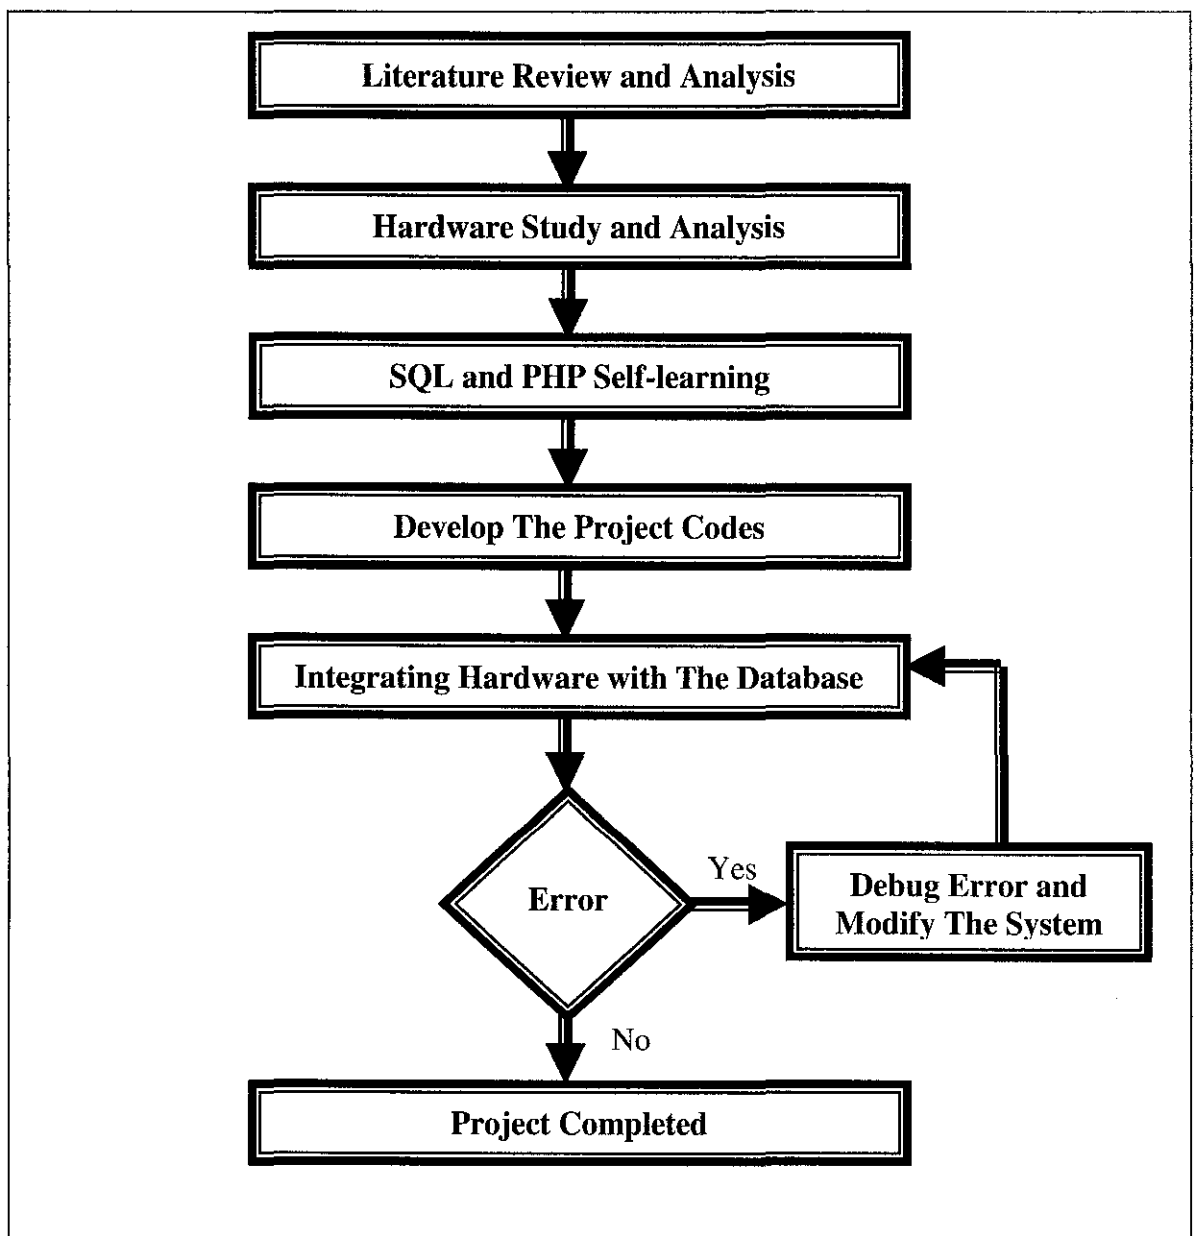 Literature Review and Analysis
Hardware Study and Analysis
SQL and PHP Self-learning
Develop The Project Codes
Integrating Hardware with The Database
Error
Yes
Debug Error and
Modify The System
No
Project Completed